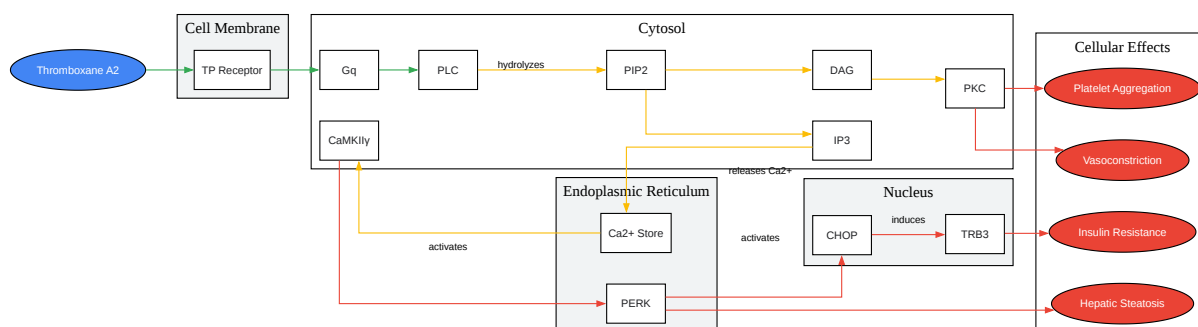 Cell Membrane
Cytosol
Cellular Effects
Thromboxane A2
TP Receptor
Gq
PLC
hydrolyzes
PIP2
DAG
PKC
Platelet Aggregation
CaMKIIγ
IP3
Vasoconstriction
releases Ca2+
Endoplasmic Reticulum
Nucleus
induces
Ca2+ Store
activates
activates
CHOP
TRB3
Insulin Resistance
PERK
Hepatic Steatosis